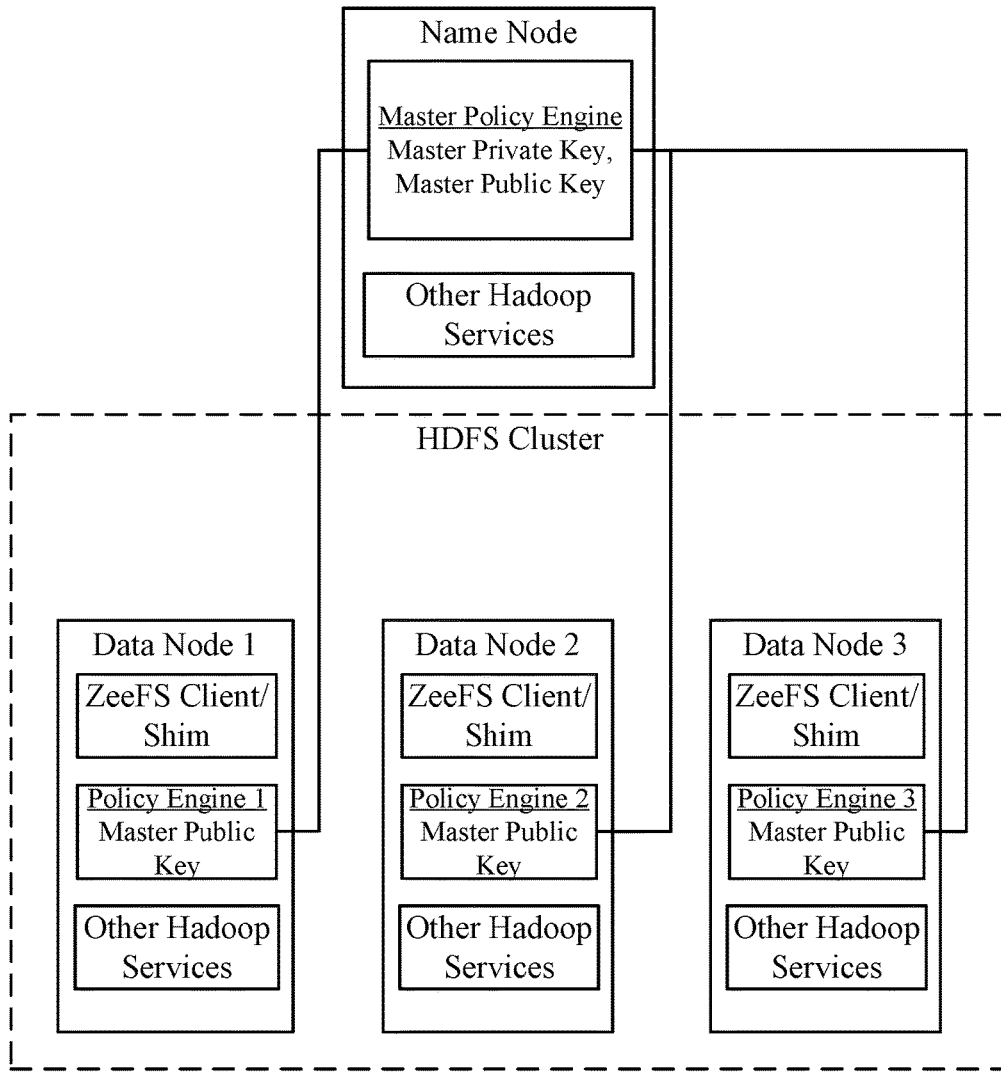 Name Node
Master Policy Engine
Master Private Key,
Master Public Key
Other Hadoop
Services
HDFS Cluster
Data Node 1
ZeeFS Client/
Shim
Policy Engine 1
Master Public
Key
Other Hadoop
Services
Data Node 2
ZeeFS Client/
Shim
Policy Engine 2
Master Public
Key
Other Hadoop
Services
Data Node 3
ZeeFS Client/
Shim
Policy Engine 3
Master Public
Key
Other Hadoop
Services